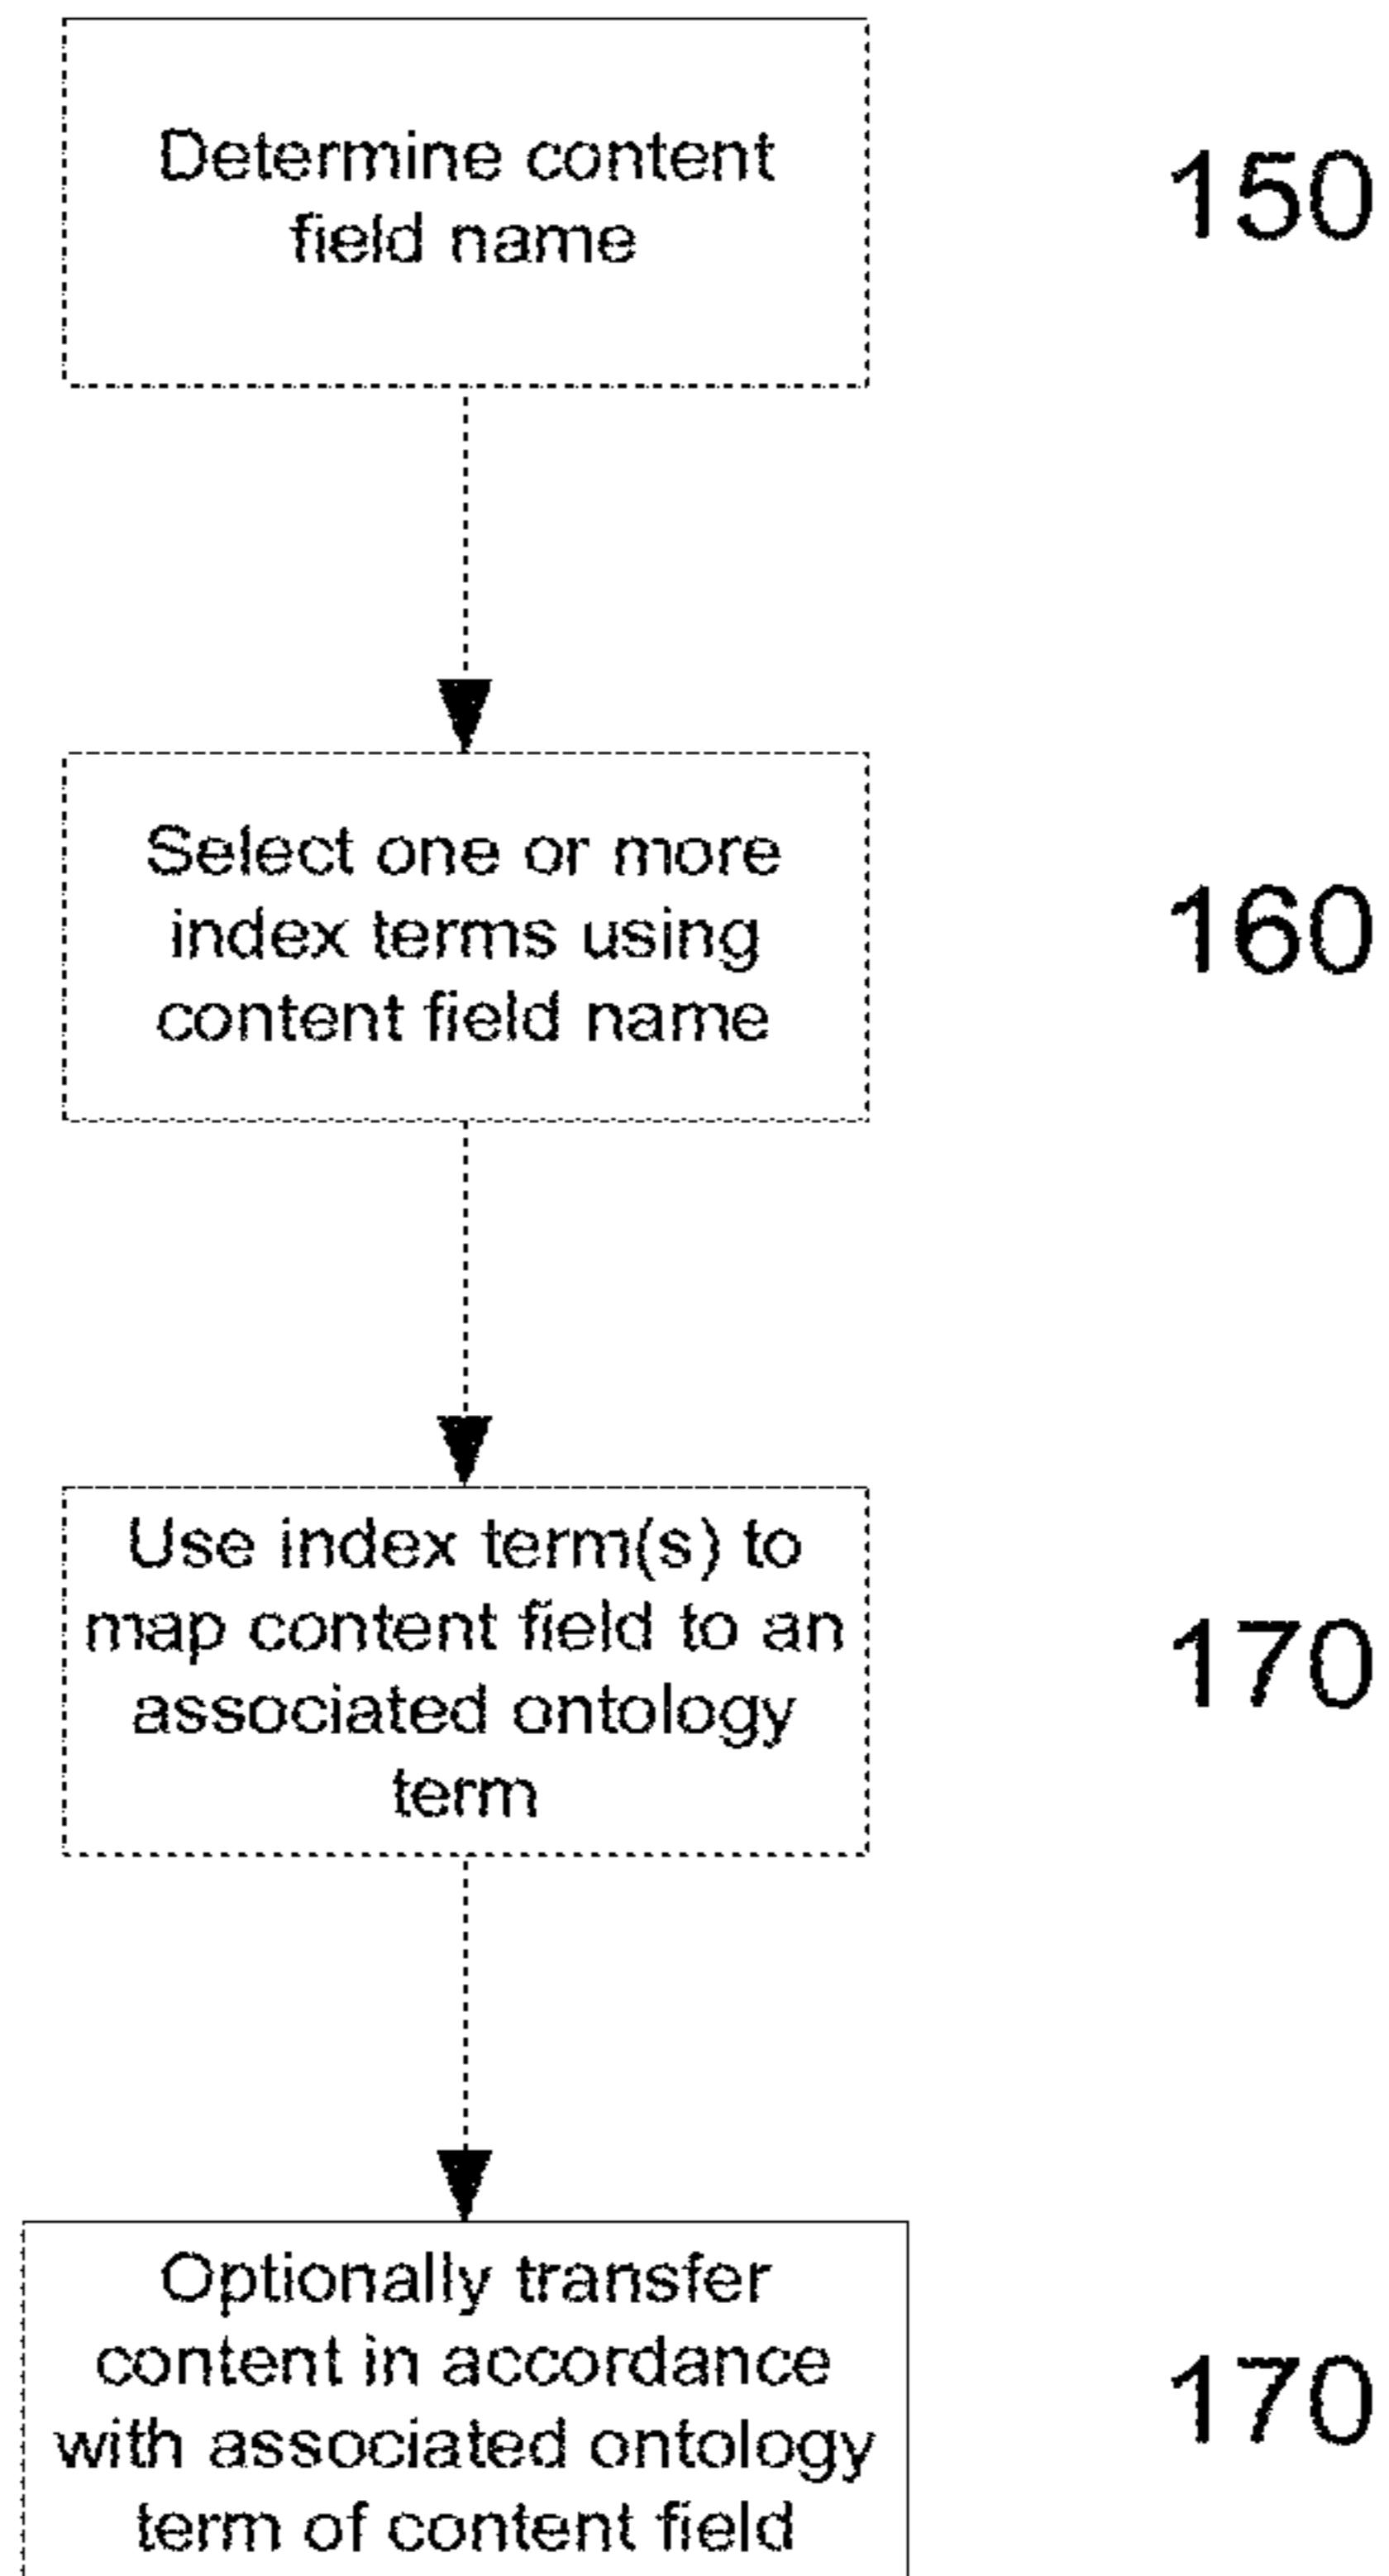 Determine content
field name
150
Select one or more
index terms using
content field name
160
Use index term(s) to
map content field to an
associated ontology
term
170
Optionally transfer
content in accordance
with associated ontology
term of content field
170